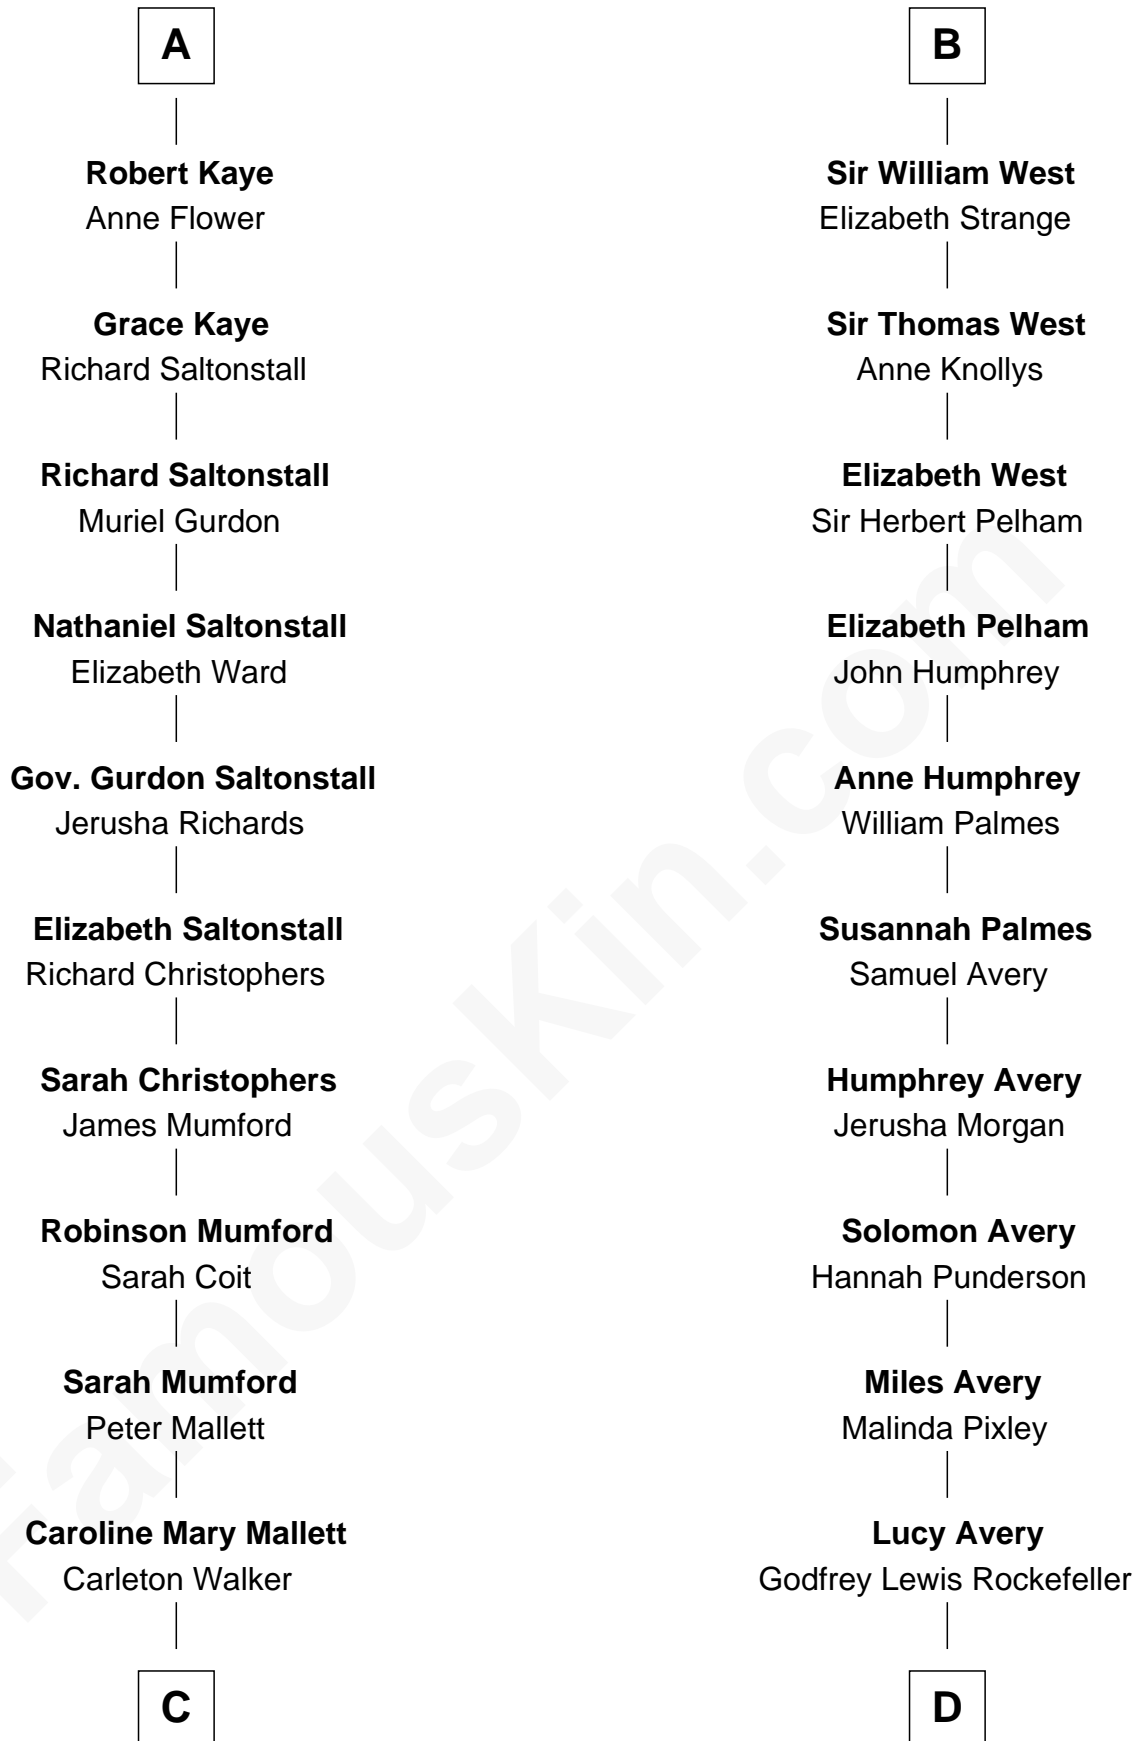 A
Robert Kaye
Anne Flower
Grace Kaye
Richard Saltonstall
Richard Saltonstall
Muriel Gurdon
Nathaniel Saltonstall
Elizabeth Ward
Gov. Gurdon Saltonstall
Jerusha Richards
Elizabeth Saltonstall
Richard Christophers
Sarah Christophers
James Mumford
Robinson Mumford
Sarah Coit
Sarah Mumford
Peter Mallett
Caroline Mary Mallett
Carleton Walker
C
B
Sir William West
Elizabeth Strange
Sir Thomas West
Anne Knollys
Elizabeth West
Sir Herbert Pelham
Elizabeth Pelham
John Humphrey
Anne Humphrey
William Palmes
Susannah Palmes
Samuel Avery
Humphrey Avery
Jerusha Morgan
Solomon Avery
Hannah Punderson
Miles Avery
Malinda Pixley
Lucy Avery
Godfrey Lewis Rockefeller
D
FamousKin.com